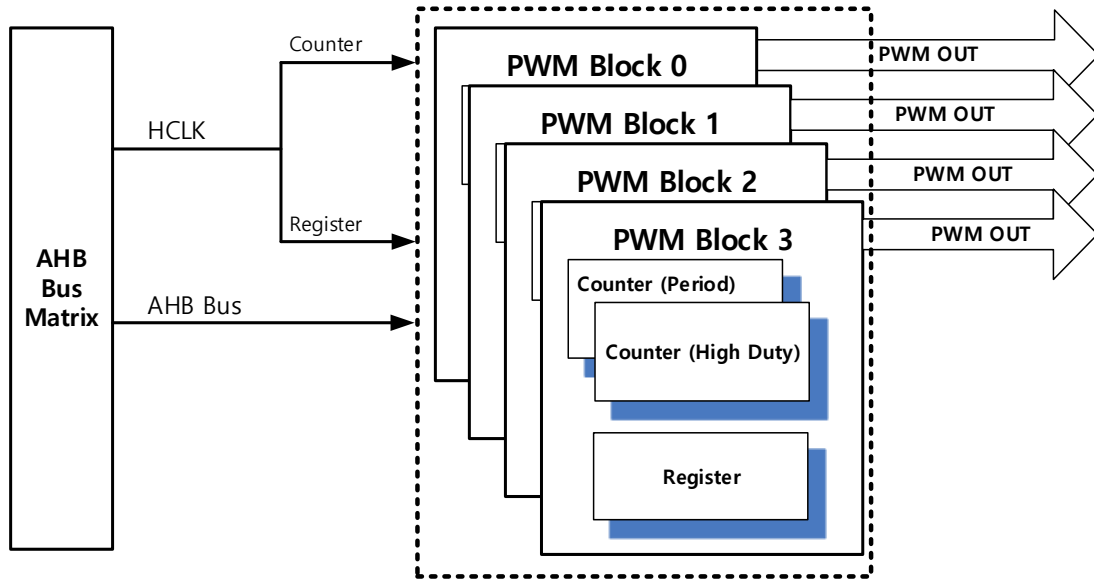 Counter
PWM Block 0
PWM OUT
HCLK
PWM Block 1
PWM OUT
PWM Block 2
PWM OUT
Register
PWM Block 3
PWM OUT
AHB
Bus
Matrix
AHB Bus
Counter (Period)
Counter (High Duty)
Register